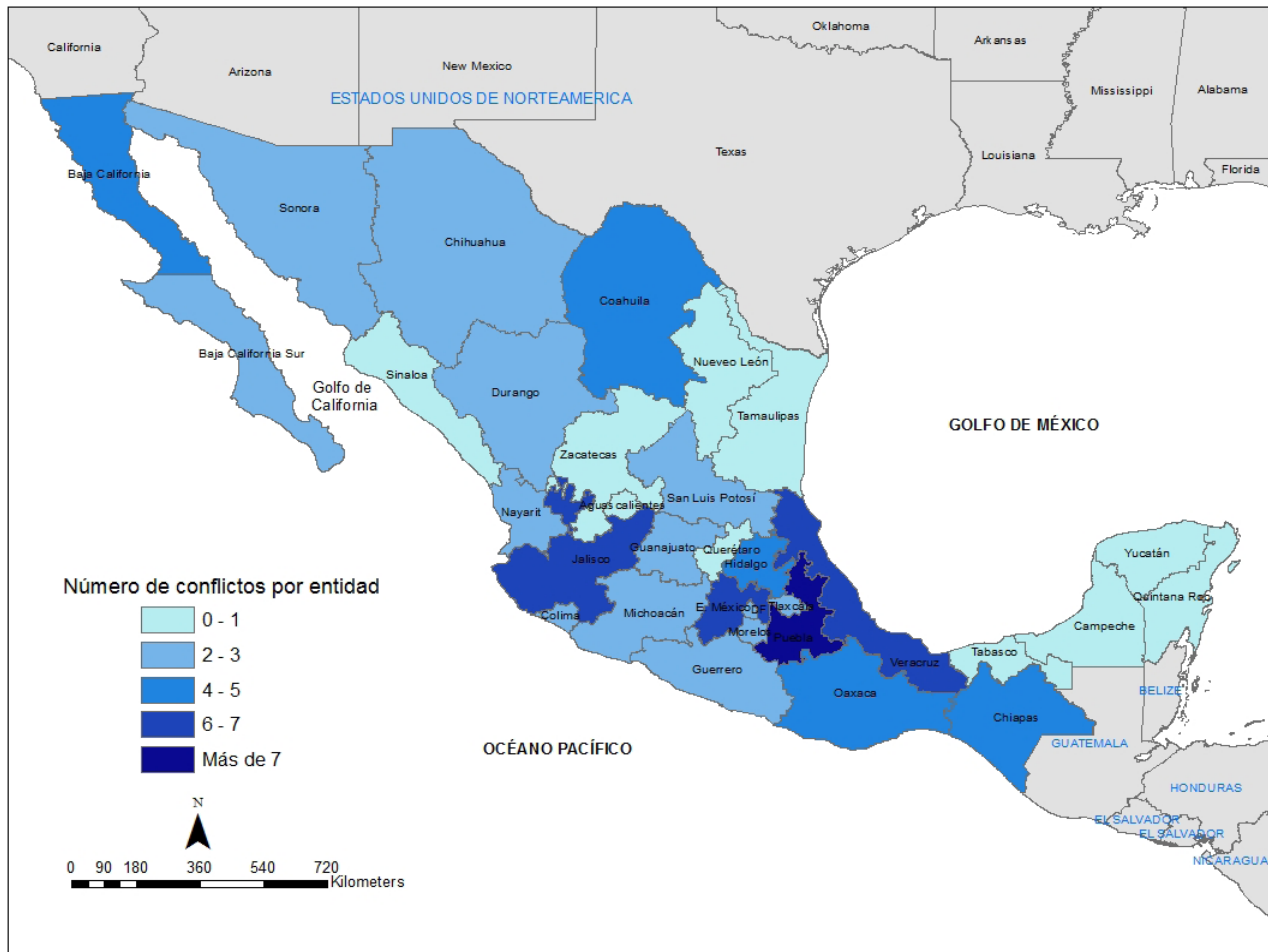 Oklahoma
California
Arkansas
Arizona
New Mexico
Mississippi
Alabama
ESTADOS UNIDOS DE NORTEAMERICA
Texas
Louisiana
Florida
Baja California
Sonora
Chihuahua
Coahuila
Baja California Sur
Nueveo León
Sinaloa
Golfo de
California
Durango
Tamaulipas
GOLFO DE MÉXICO
Zacatecas
San Luis Potosí
Aguascalientes
Nayarit
Guanajuato
Querétaro
Yucatán
Jalisco
Hidalgo
Número de conflictos por entidad
Quintana Roo
0 - 1
Colima
Michoacán
E. México
DF
Tlaxcala
Campeche
Morelos
Puebla
2 - 3
Tabasco
Guerrero
Veracruz
4 - 5
Oaxaca
BELIZE
Chiapas
6 - 7
OCÉANO PACÍFICO
GUATEMALA
Más de 7
HONDURAS
N
EL SALVADOR
EL SALVADOR
NICARAGUA
0 90 180 360 540 720
Kilometers